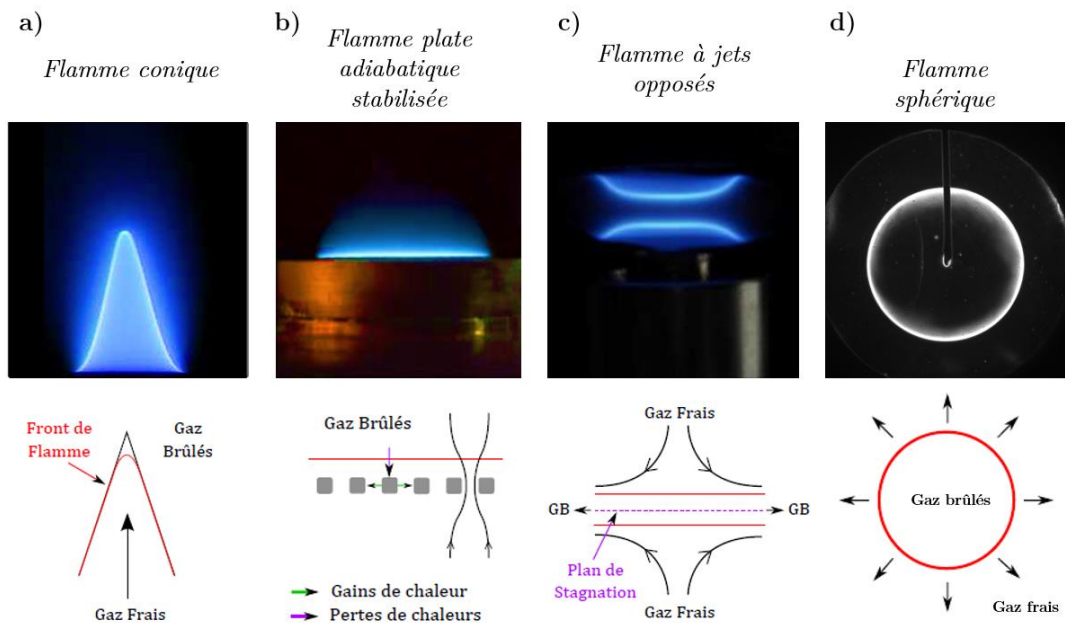 a)
Flamme conique
b)
Flamme plate
adiabatique
stabilisée
c)
Flamme à jets
opposés
d)
Flamme
sphérique
Front de
Flamme
Gaz
Brûlés
Gaz Frais
Gaz Brûlés
Gains de chaleur
Pertes de chaleurs
Gaz Frais
GB
GB
Plan de
Stagnation
Gaz Frais
Gaz brûlés
Gaz frais